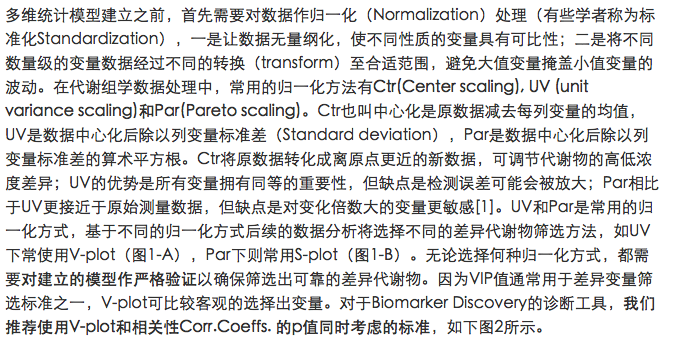 多维统计模型建立之前，首先需要对数据作归一化（Normalization）处理（有些学者称为标
准化Standardization），一是让数据无量纲化，使不同性质的变量具有可比性；二是将不同
数量级的变量数据经过不同的转换（transform）至合适范围，避免大值变量掩盖小值变量的
波动。在代谢组学数据处理中，常用的归一化方法有Ctr(Center scaling), UV (unit
variance scaling)和Par(Pareto scaling)。Ctr也叫中心化是原数据减去每列变量的均值，
UV是数据中心化后除以列变量标准差（Standard deviation），Par是数据中心化后除以列
变量标准差的算术平方根。Ctr将原数据转化成离原点更近的新数据，可调节代谢物的高低浓
度差异；UV的优势是所有变量拥有同等的重要性，但缺点是检测误差可能会被放大；Par相比
于UV更接近于原始测量数据，但缺点是对变化倍数大的变量更敏感[1]。UV和Par是常用的归
一化方式，基于不同的归一化方式后续的数据分析将选择不同的差异代谢物筛选方法，如UV
下常使用V-plot（图1-A），Par下则常用S-plot（图1-B）。无论选择何种归一化方式，都需
要对建立的模型作严格验证以确保筛选出可靠的差异代谢物。因为VIP值通常用于差异变量筛
选标准之一，V-plot可比较客观的选择出变量。对于Biomarker Discovery的诊断工具，我们
推荐使用V-plot和相关性Corr.Coeffs. 的p值同时考虑的标准，如下图2所示。